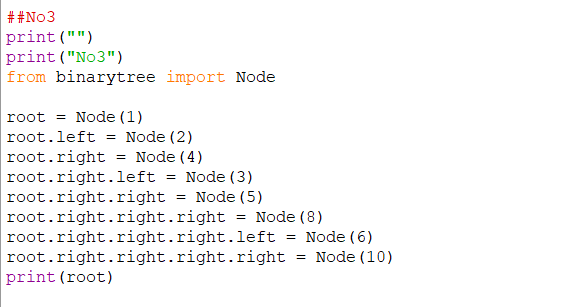 ##No3
print("")
print("No3")
from binarytree import Node
root = Node(1)
root.left = Node(2)
root.right = Node(4)
root.right.left = Node(3)
root.right.right = Node(5)
root.right.right.right = Node(8)
root.right.right.right.left = Node(6)
root.right.right.right.right = Node(10)
print(root)